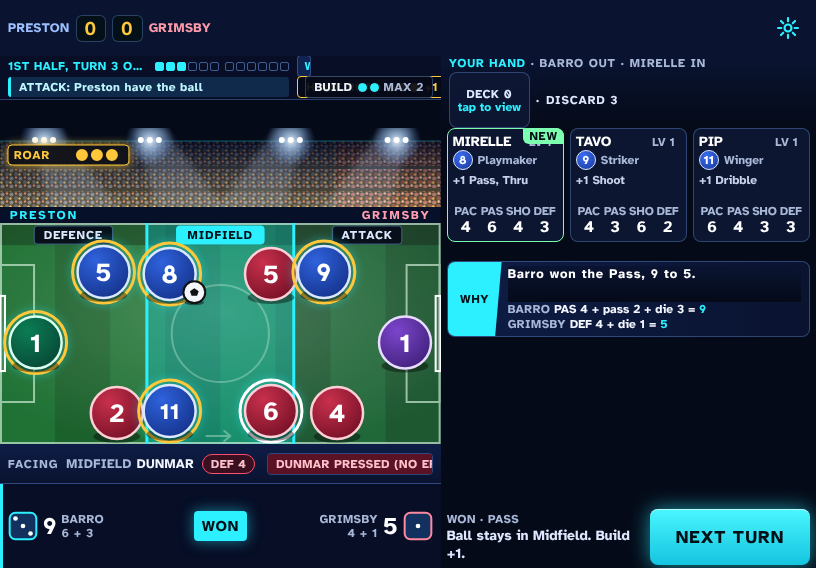 PRESTON 0 0 GRIMSBY
1ST HALF, TURN 3 O...
ATTACK: Preston have the ball
BUILD MAX 2
ROAR
PRESTON GRIMSBY
DEFENCE MIDFIELD ATTACK
5 8 5 9
1 1
2 11 6 4
FACING MIDFIELD DUNMAR DEF 4 DUNMAR PRESSED (NO
9 BARRO 6 + 3 WON GRIMSBY 4 + 1 5
YOUR HAND · BARRO OUT · MIRELLE IN
DECK 0
tap to view
· DISCARD 3
MIRELLE NEW
8 Playmaker
+1 Pass, Thru
PAC PAS SHO DEF
4 6 4 3
TAVO LV 1
9 Striker
+1 Shoot
PAC PAS SHO DEF
4 3 6 2
PIP LV 1
11 Winger
+1 Dribble
PAC PAS SHO DEF
6 4 3 3
WHY
Barro won the Pass, 9 to 5.
BARRO PAS 4 + pass 2 + die 3 = 9
GRIMSBY DEF 4 + die 1 = 5
WON · PASS
Ball stays in Midfield. Build
+1.
NEXT TURN